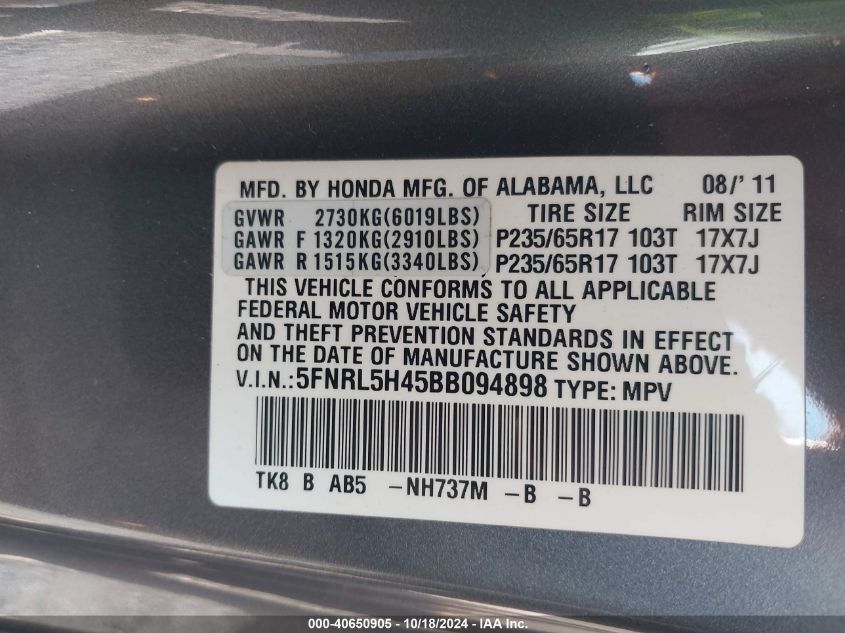 MFD. BY HONDA MFG. OF ALABAMA, LLC 08/'11
GVWR 2730KG(6019LBS) TIRE SIZE RIM SIZE
GAWR F 1320KG(2910LBS) P235/65R17 103T 17X7J
GAWR R 1515KG(3340LBS) P235/65R17 103T 17X7J
THIS VEHICLE CONFORMS TO ALL APPLICABLE
FEDERAL MOTOR VEHICLE SAFETY
AND THEFT PREVENTION STANDARDS IN EFFECT
ON THE DATE OF MANUFACTURE SHOWN ABOVE.
V.I.N.:5FNRL5H45BB094898 TYPE: MPV
TK8 B AB5 -NH737M -B -B
000-40650905 - 10/18/2024 - IAA Inc.